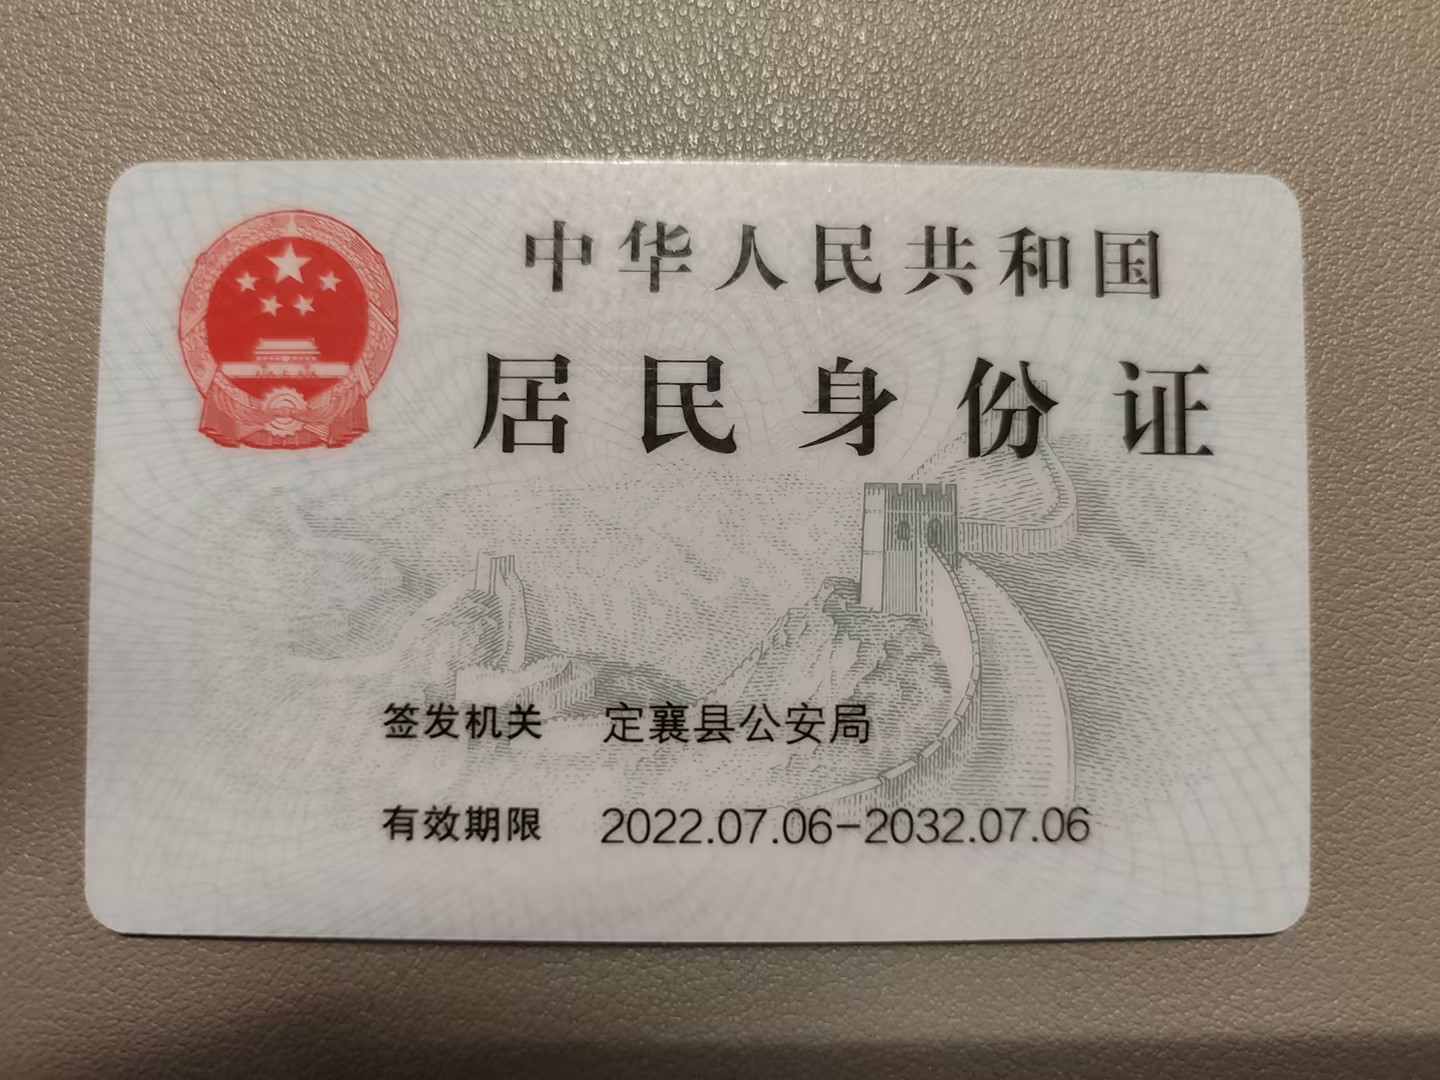 中华人民共和国
居民身份证
签发机关 定襄县公安局
有效期限 2022.07.06-2032.07.06